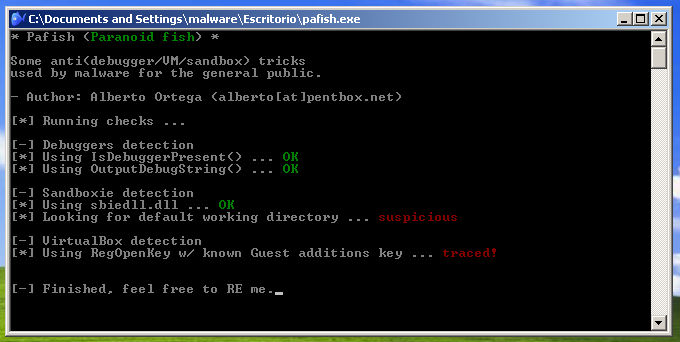 C:\Documents and Settings\malware\Escritorio\pafish.exe
* Pafish (Paranoid fish) *
Some anti(debugger/VM/sandbox) tricks
used by malware for the general public.
- Author: Alberto Ortega (alberto[at]pentbox.net)
[*] Running checks ...
[-] Debuggers detection
[*] Using IsDebuggerPresent() ... OK
[*] Using OutputDebugString() ... OK
[-] Sandboxie detection
[*] Using sbiedll.dll ... OK
[*] Looking for default working directory ... suspicious
[-] VirtualBox detection
[*] Using RegOpenKey w/ known Guest additions key ... traced!
[-] Finished, feel free to RE me.